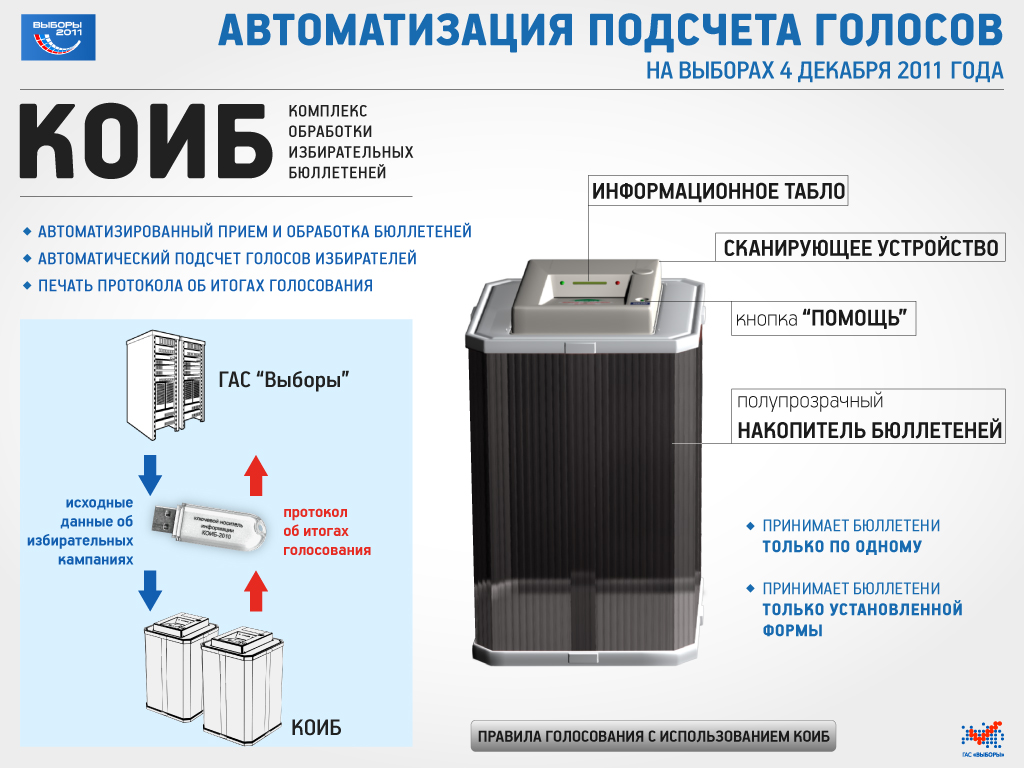 ВЫБОРЫ
2011
АВТОМАТИЗАЦИЯ ПОДСЧЕТА ГОЛОСОВ
НА ВЫБОРАХ 4 ДЕКАБРЯ 2011 ГОДА
КОИБ
КОМПЛЕКС
ОБРАБОТКИ
ИЗБИРАТЕЛЬНЫХ
БЮЛЛЕТЕНЕЙ
АВТОМАТИЗИРОВАННЫЙ ПРИЕМ И ОБРАБОТКА БЮЛЛЕТЕНЕЙ
АВТОМАТИЧЕСКИЙ ПОДСЧЕТ ГОЛОСОВ ИЗБИРАТЕЛЕЙ
ПЕЧАТЬ ПРОТОКОЛА ОБ ИТОГАХ ГОЛОСОВАНИЯ
ГАС “Выборы”
исходные
данные об
избирательных
кампаниях
ключевой носитель
информации
КОИБ-2010
протокол
об итогах
голосования
КОИБ
ИНФОРМАЦИОННОЕ ТАБЛО
СКАНИРУЮЩЕЕ УСТРОЙСТВО
кнопка “ПОМОЩЬ”
полупрозрачный
НАКОПИТЕЛЬ БЮЛЛЕТЕНЕЙ
ПРИНИМАЕТ БЮЛЛЕТЕНИ
ТОЛЬКО ПО ОДНОМУ
ПРИНИМАЕТ БЮЛЛЕТЕНИ
ТОЛЬКО УСТАНОВЛЕННОЙ
ФОРМЫ
ПРАВИЛА ГОЛОСОВАНИЯ С ИСПОЛЬЗОВАНИЕМ КОИБ
ГАС «ВЫБОРЫ»